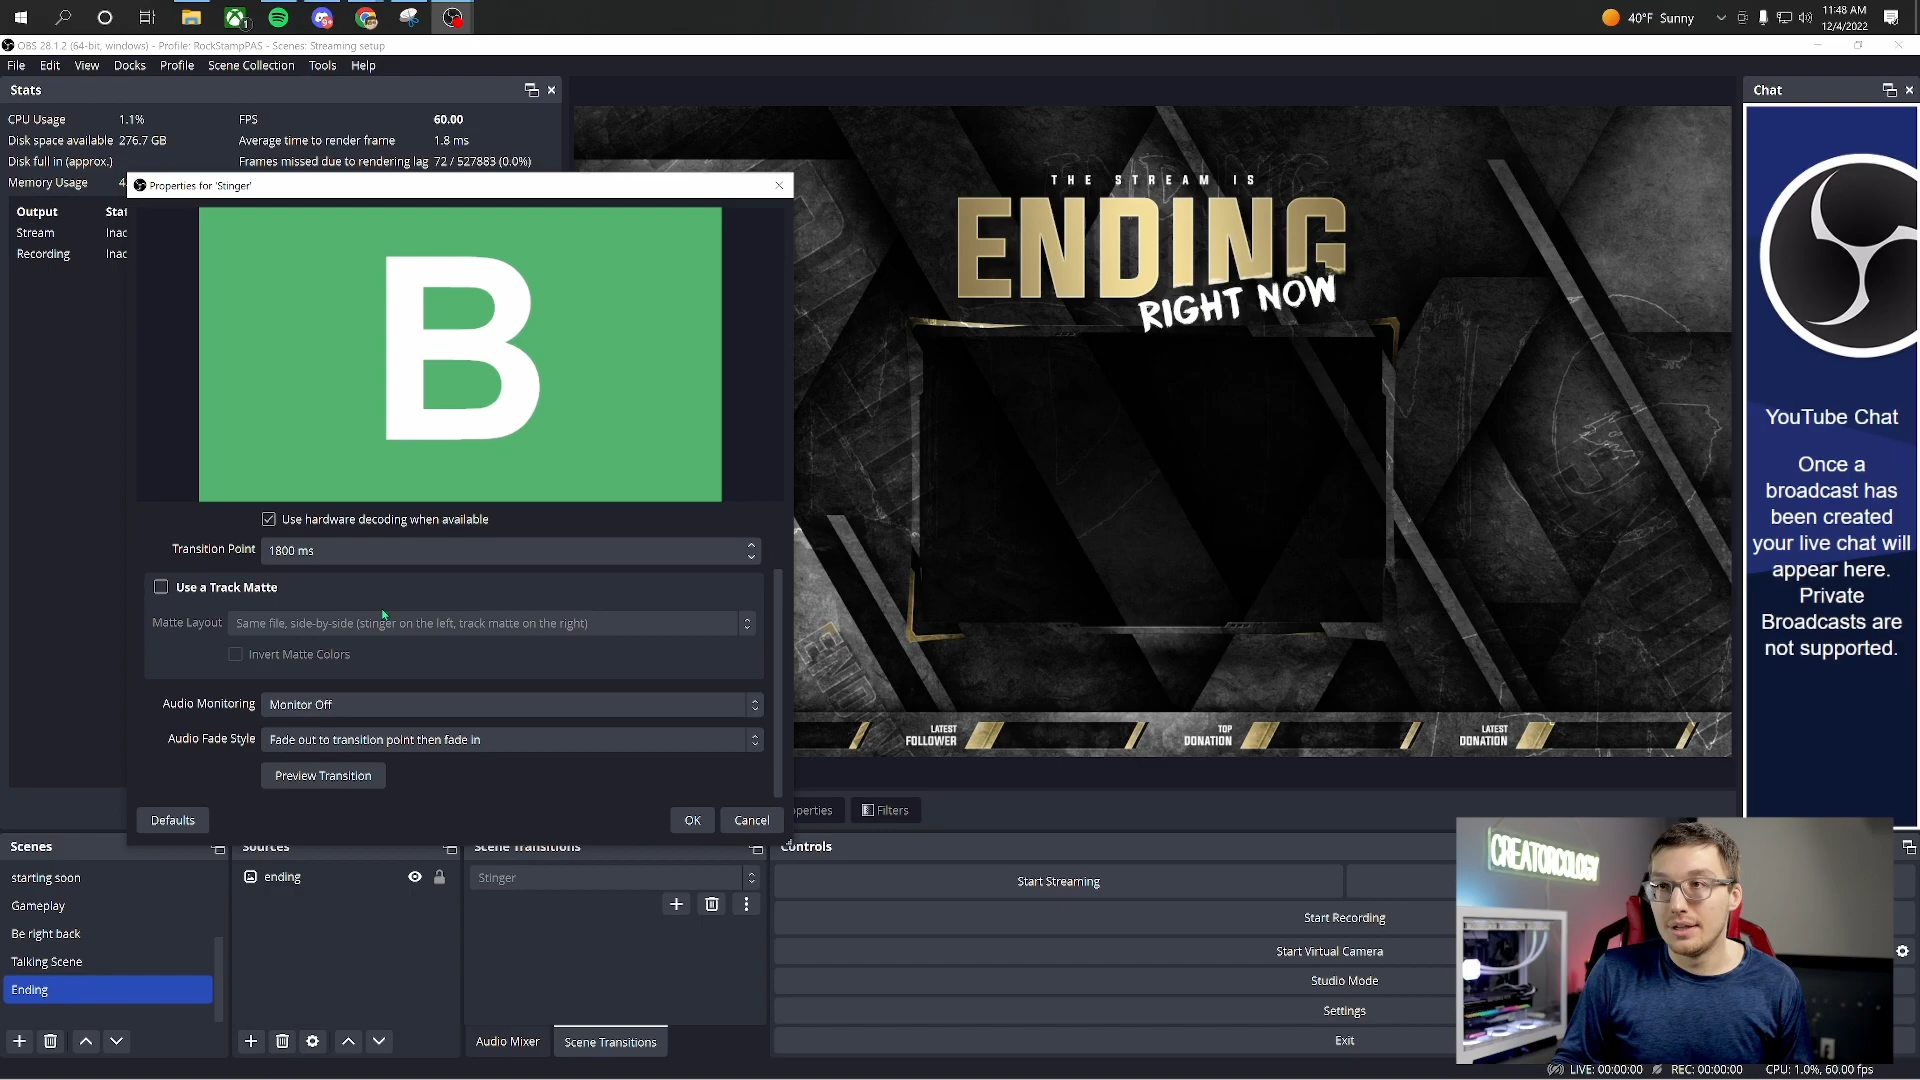 1
9+
40°F Sunny
11:48 AM
12/4/2022
OBS 28.1.2 (64-bit, windows) - Profile: RockStampPAS - Scenes: Streaming setup
File Edit View Docks Profile Scene Collection Tools Help
Stats
CPU Usage 1.1% FPS 60.00
Disk space available 276.7 GB Average time to render frame 1.8 ms
Disk full in (approx.) Frames missed due to rendering lag 72 / 527883 (0.0%)
Memory Usage 4
Output Stat
Stream Inac
Recording Inac
Properties for 'Stinger'
B
Use hardware decoding when available
Transition Point 1800 ms
Use a Track Matte
Matte Layout Same file, side-by-side (stinger on the left, track matte on the right)
Invert Matte Colors
Audio Monitoring Monitor Off
Audio Fade Style Fade out to transition point then fade in
Preview Transition
Defaults OK Cancel
THE STREAM IS
ENDING
RIGHT NOW
LATEST
FOLLOWER
TOP
DONATION
LATEST
DONATION
Chat
YouTube Chat
Once a
broadcast has
been created
your live chat will
appear here.
Private
Broadcasts are
not supported.
operties Filters
Scenes
starting soon
Gameplay
Be right back
Talking Scene
Ending
Sources
ending
Scene Transitions
Stinger
Audio Mixer Scene Transitions
Controls
Start Streaming
Start Recording
Start Virtual Camera
Studio Mode
Settings
Exit
CREATORCOLOGY
LIVE: 00:00:00 REC: 00:00:00 CPU: 1.0%, 60.00 fps